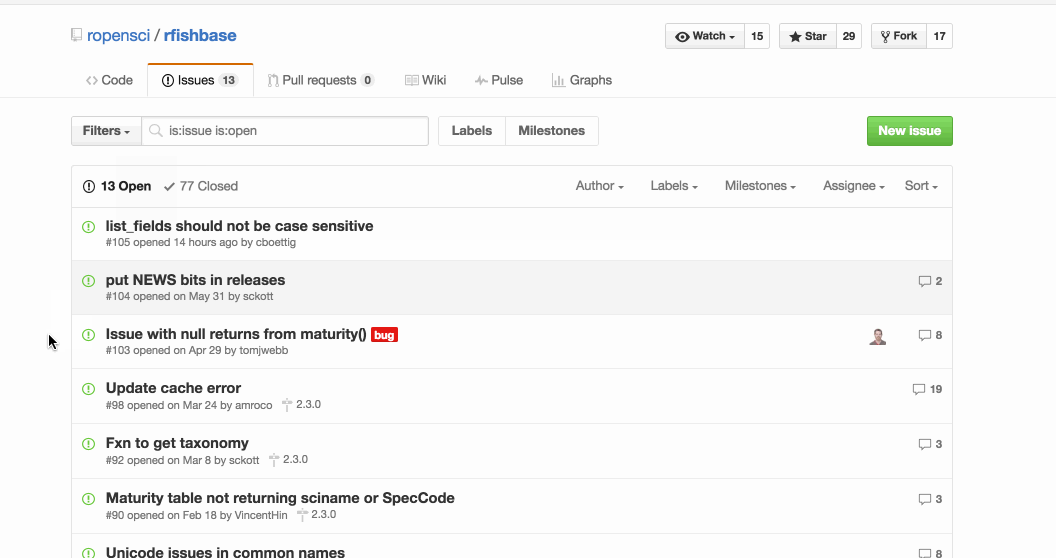 ropensci / rfishbase
Watch 15 Star 29 Fork 17
Code Issues 13 Pull requests 0 Wiki Pulse Graphs
Filters is:issue is:open Labels Milestones New issue
13 Open 77 Closed Author Labels Milestones Assignee Sort
list_fields should not be case sensitive
#105 opened 14 hours ago by cboettig
put NEWS bits in releases 2
#104 opened on May 31 by sckott
Issue with null returns from maturity() bug 8
#103 opened on Apr 29 by tomjwebb
Update cache error 19
#98 opened on Mar 24 by amroco 2.3.0
Fxn to get taxonomy 3
#92 opened on Mar 8 by sckott 2.3.0
Maturity table not returning sciname or SpecCode 3
#90 opened on Feb 18 by VincentHin 2.3.0
Unicode issues in common names 8